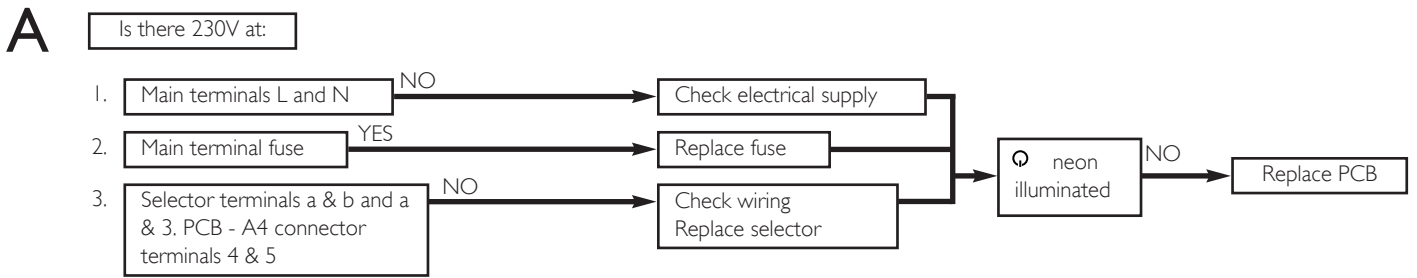 A
Is there 230V at:
1. Main terminals L and N
NO
Check electrical supply
2. Main terminal fuse
YES
Replace fuse
3. Selector terminals a & b and a
& 3. PCB - A4 connector
terminals 4 & 5
NO
Check wiring
Replace selector
neon
illuminated
NO
Replace PCB